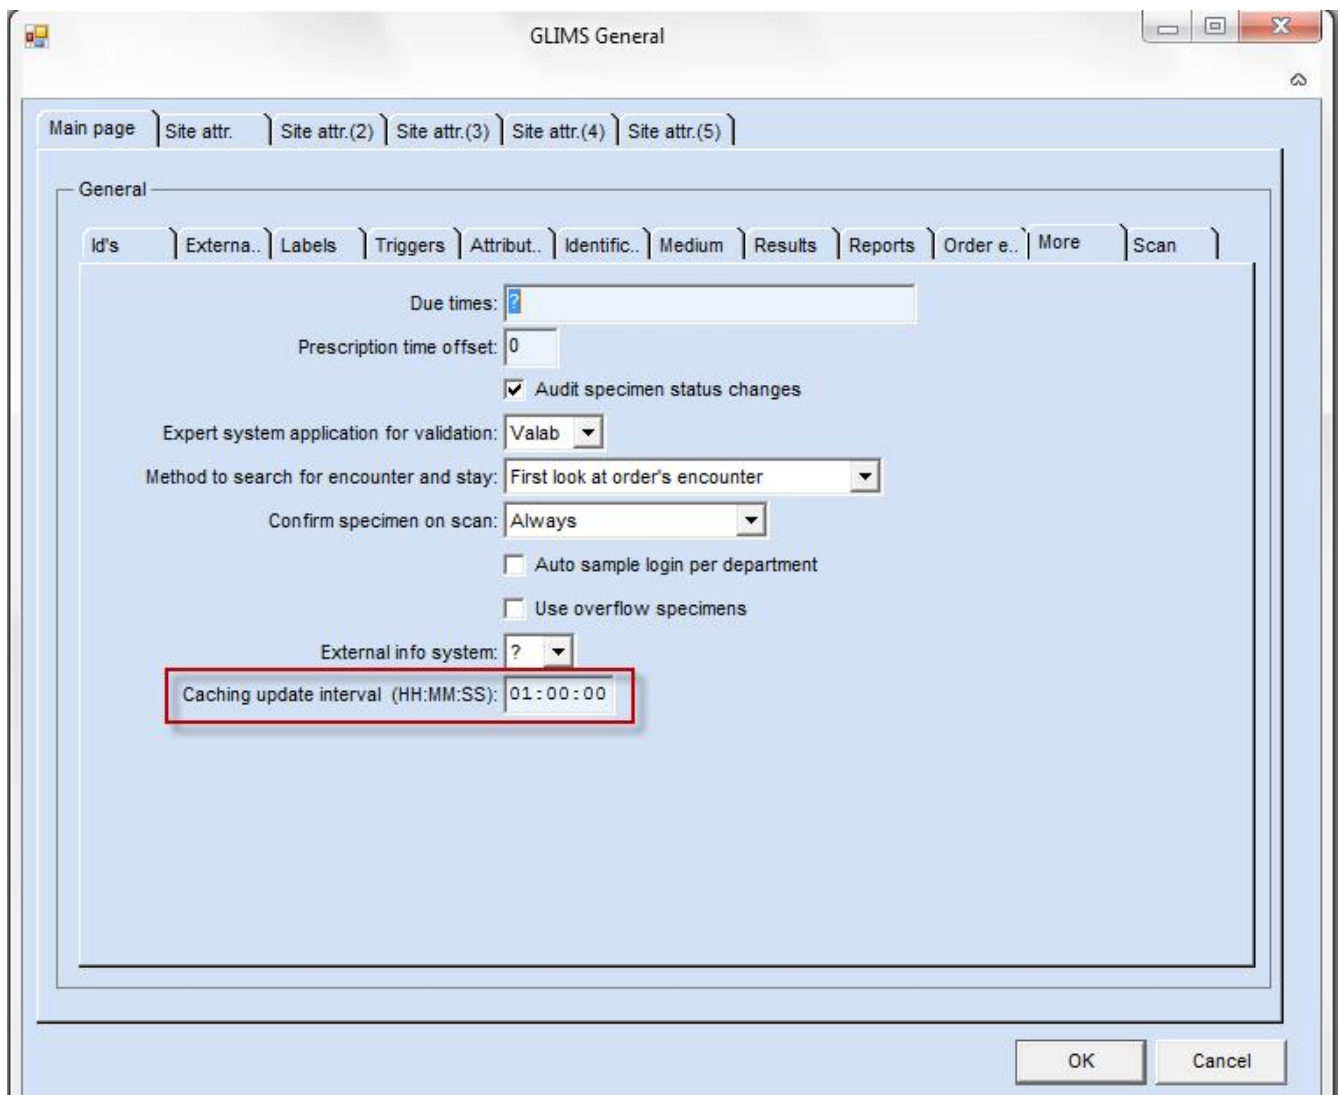 GLIMS General
Main page Site attr. Site attr.(2) Site attr.(3) Site attr.(4) Site attr.(5)
General
Id's Externa.. Labels Triggers Attribut.. Identific.. Medium Results Reports Order e.. More Scan
Due times: ?
Prescription time offset: 0
Audit specimen status changes
Expert system application for validation: Valab
Method to search for encounter and stay: First look at order's encounter
Confirm specimen on scan: Always
Auto sample login per department
Use overflow specimens
External info system: ?
Caching update interval (HH:MM:SS): 01:00:00
OK Cancel